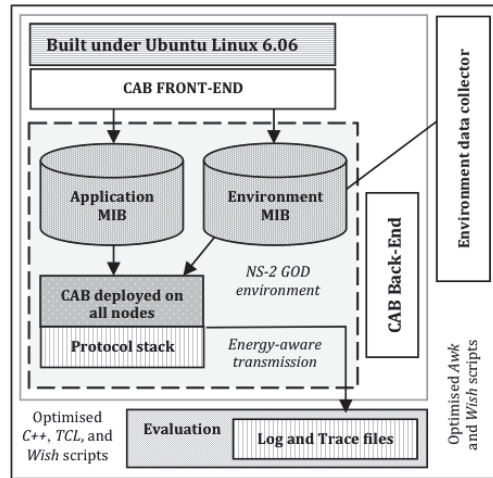 Built under Ubuntu Linux 6.06
CAB FRONT-END
Application
MIB
Environment
MIB
NS-2 GOD
environment
CAB deployed on
all nodes
Protocol stack
Energy-aware
transmission
CAB Back-End
Environment data collector
Optimised
C++, TCL, and
Wish scripts
Evaluation
Log and Trace files
Optimised Awk
and Wish scripts